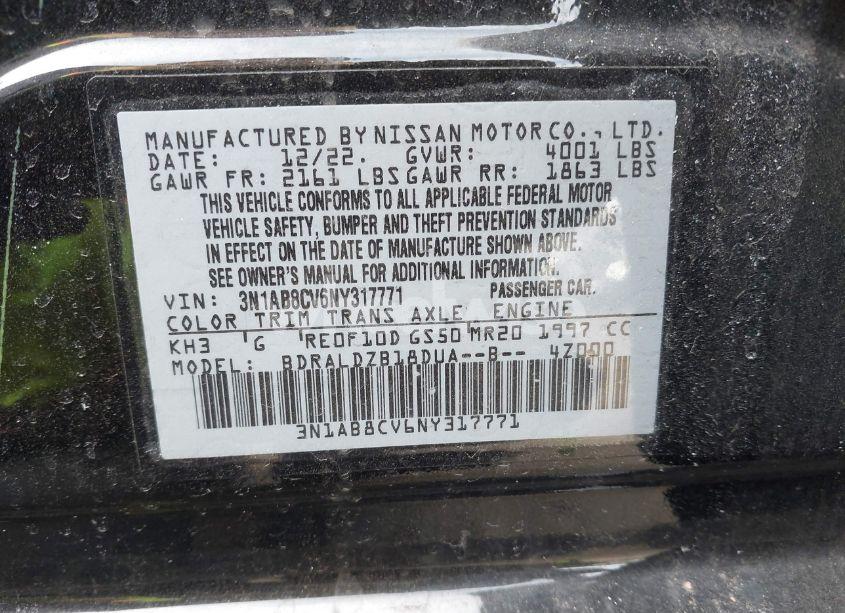 MANUFACTURED BY NISSAN MOTOR CO., LTD.
DATE: 12/22. GVWR: 4001 LBS
GAWR FR: 2161 LBS GAWR RR: 1863 LBS
THIS VEHICLE CONFORMS TO ALL APPLICABLE FEDERAL MOTOR
VEHICLE SAFETY, BUMPER AND THEFT PREVENTION STANDARDS
IN EFFECT ON THE DATE OF MANUFACTURE SHOWN ABOVE.
SEE OWNER'S MANUAL FOR ADDITIONAL INFORMATION.
VIN: 3N1AB8CV6NY317771 PASSENGER CAR.
COLOR TRIM TRANS AXLE ENGINE
KH3 G RE0F10D GS50 MR20 1997 CC
MODEL: BDRALDZB18DUA--B-- 4Z000
3N1AB8CV6NY317771